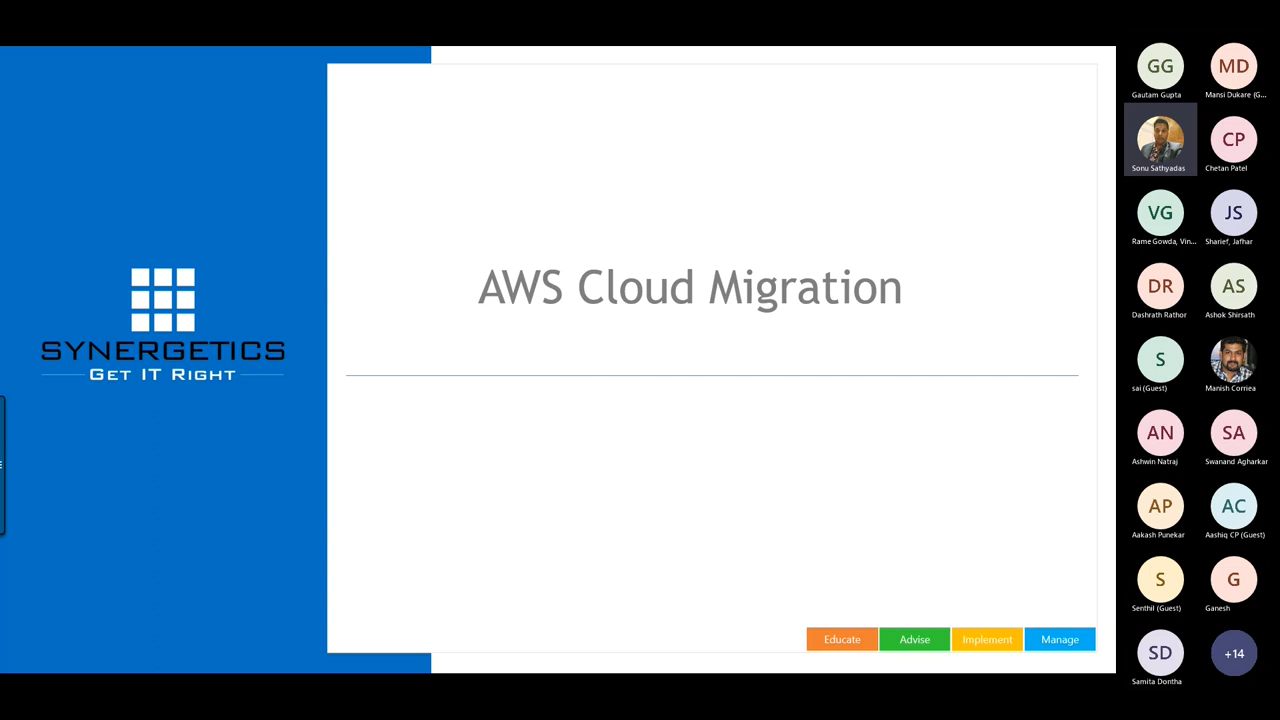 SYNERGETICS
GET IT RIGHT
AWS Cloud Migration
Educate
Advise
Implement
Manage
GG
Gautam Gupta
MD
Mansi Dukare (G...
Sonu Sathyadas
CP
Chetan Patel
VG
Rame Gowda, Vin...
JS
Sharief, Jafhar
DR
Dashrath Rathor
AS
Ashok Shirsath
S
sai (Guest)
Manish Corriea
AN
Ashwin Natraj
SA
Swanand Agharkar
AP
Aakash Punekar
AC
Aashiq CP (Guest)
S
Senthil (Guest)
G
Ganesh
SD
Samita Dontha
+14